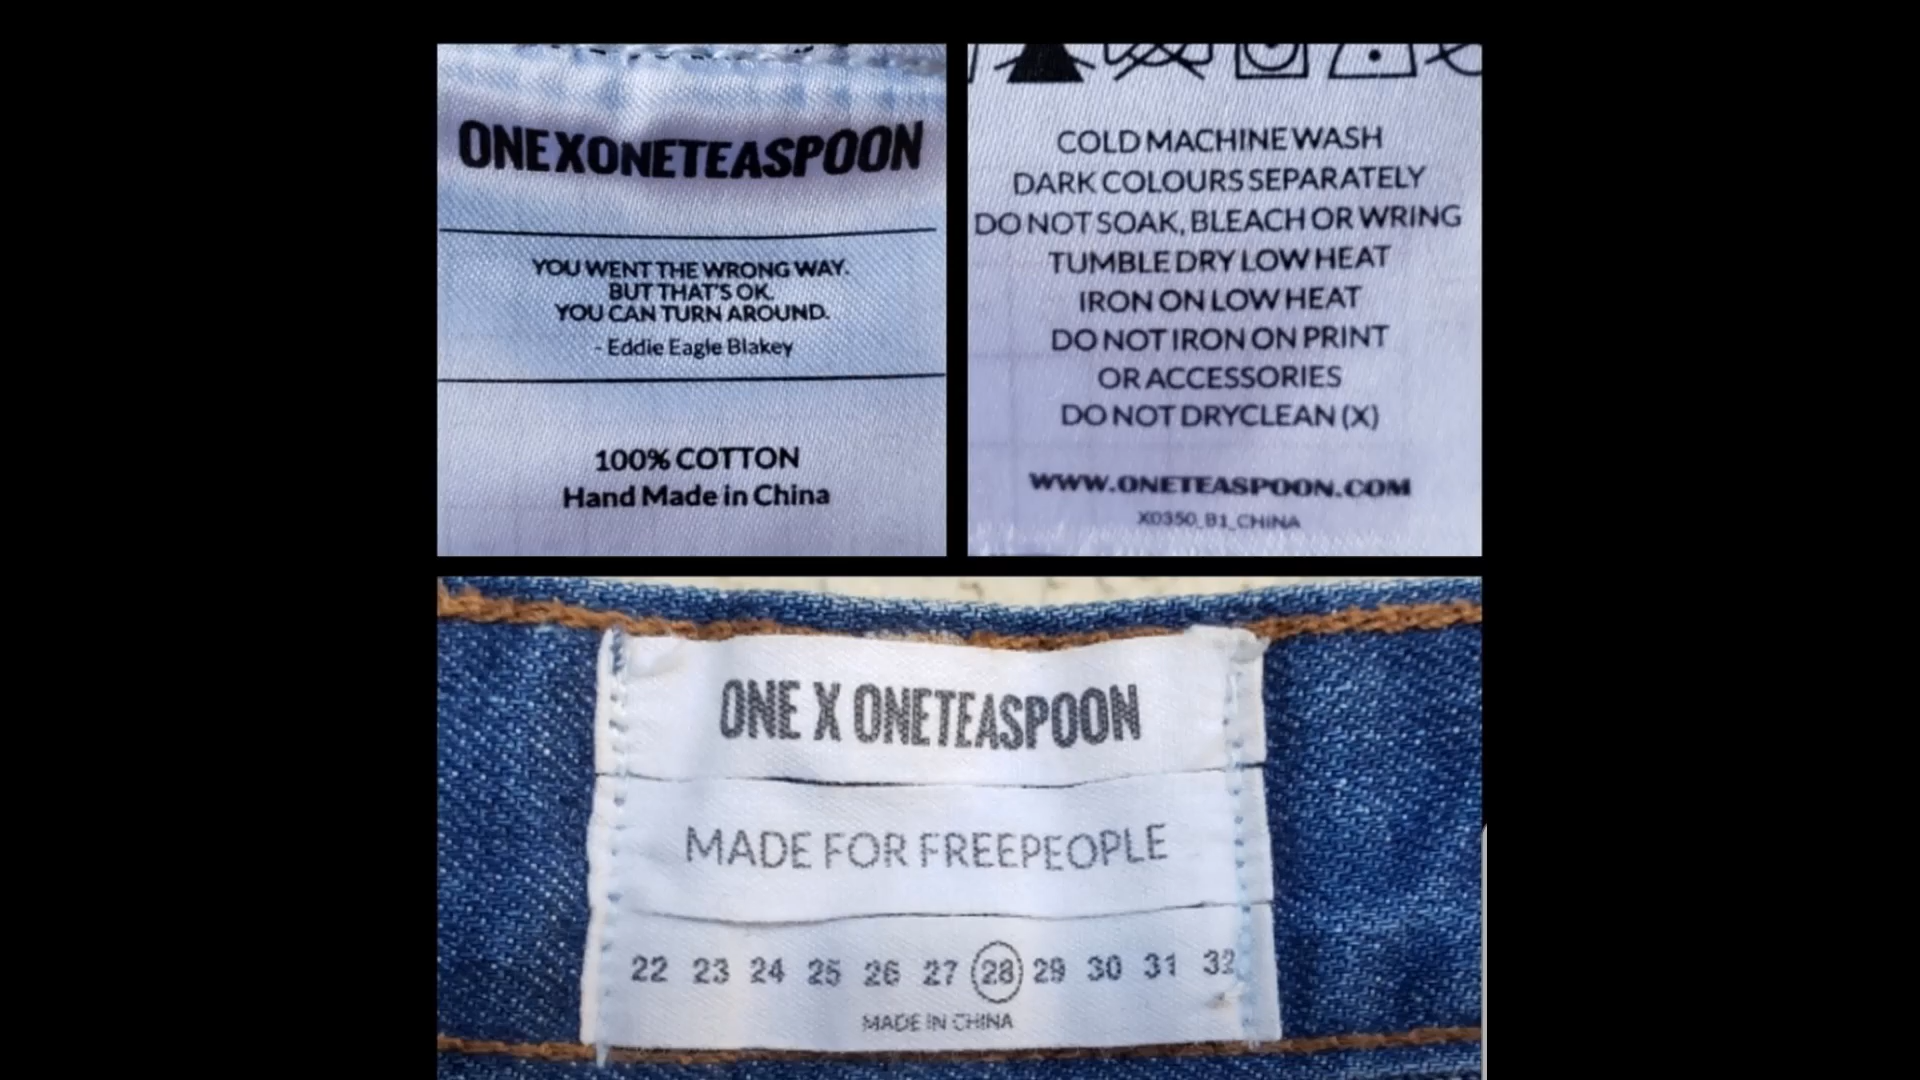 ONEXONETEASPOON
YOU WENT THE WRONG WAY.
BUT THAT'S OK.
YOU CAN TURN AROUND.
- Eddie Eagle Blakey
100% COTTON
Hand Made in China
COLD MACHINE WASH
DARK COLOURS SEPARATELY
DO NOT SOAK, BLEACH OR WRING
TUMBLE DRY LOW HEAT
IRON ON LOW HEAT
DO NOT IRON ON PRINT
OR ACCESSORIES
DO NOT DRYCLEAN (X)
WWW.ONETEASPOON.COM
X0350_B1_CHINA
ONE X ONETEASPOON
MADE FOR FREEPEOPLE
22 23 24 25 26 27 28 29 30 31 32
MADE IN CHINA